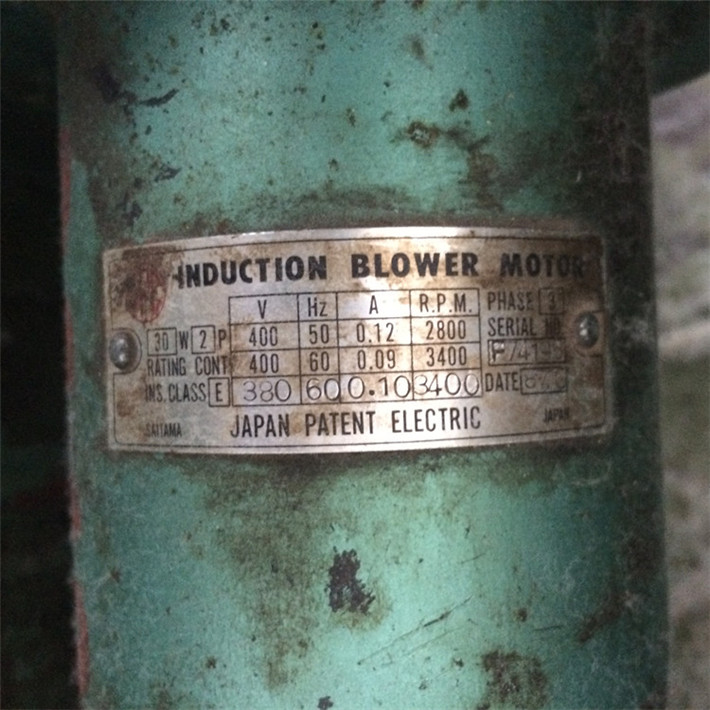 INDUCTION BLOWER MOTOR
V Hz A R.P.M. PHASE 3
30 W 2 P 400 50 0.12 2800 SERIAL NO.
RATING CONT 400 60 0.09 3400
INS. CLASS E 380 60 0.10 3400 DATE
SAITAMA JAPAN PATENT ELECTRIC JAPAN